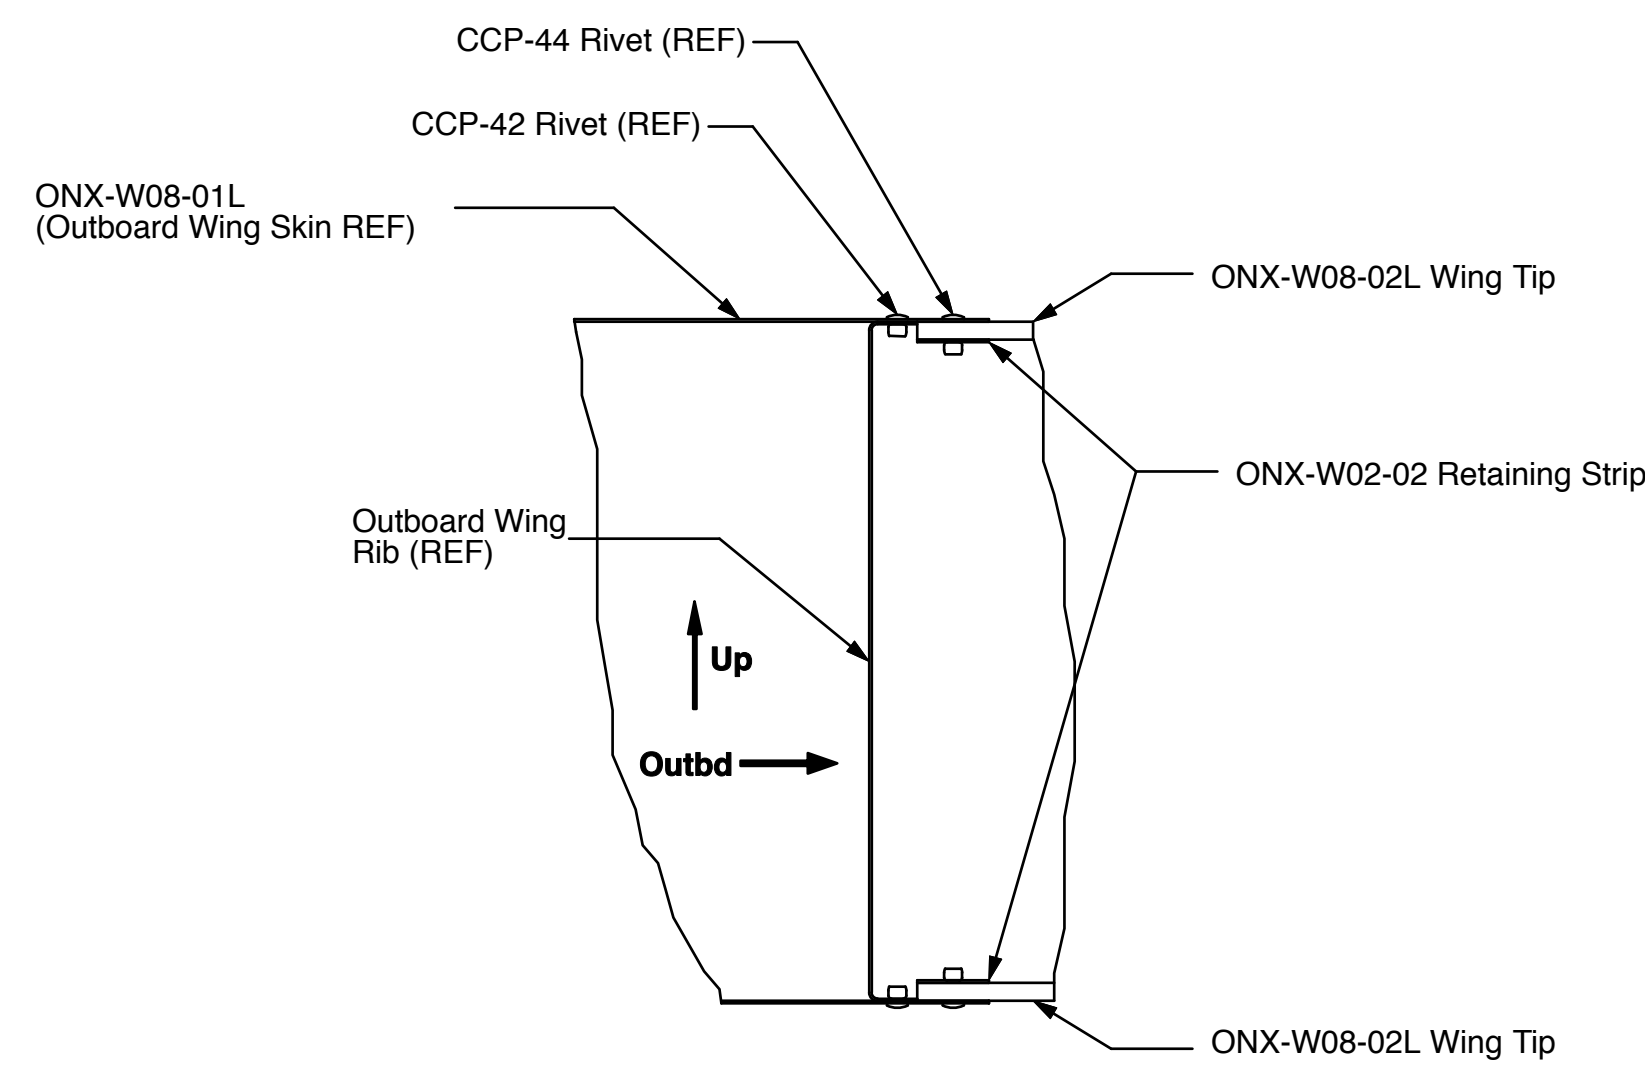 CCP-44 Rivet (REF)
CCP-42 Rivet (REF)
ONX-W08-01L
(Outboard Wing Skin REF)
ONX-W08-02L Wing Tip
ONX-W02-02 Retaining Strip
Outboard Wing
Rib (REF)
Up
Outbd
ONX-W08-02L Wing Tip